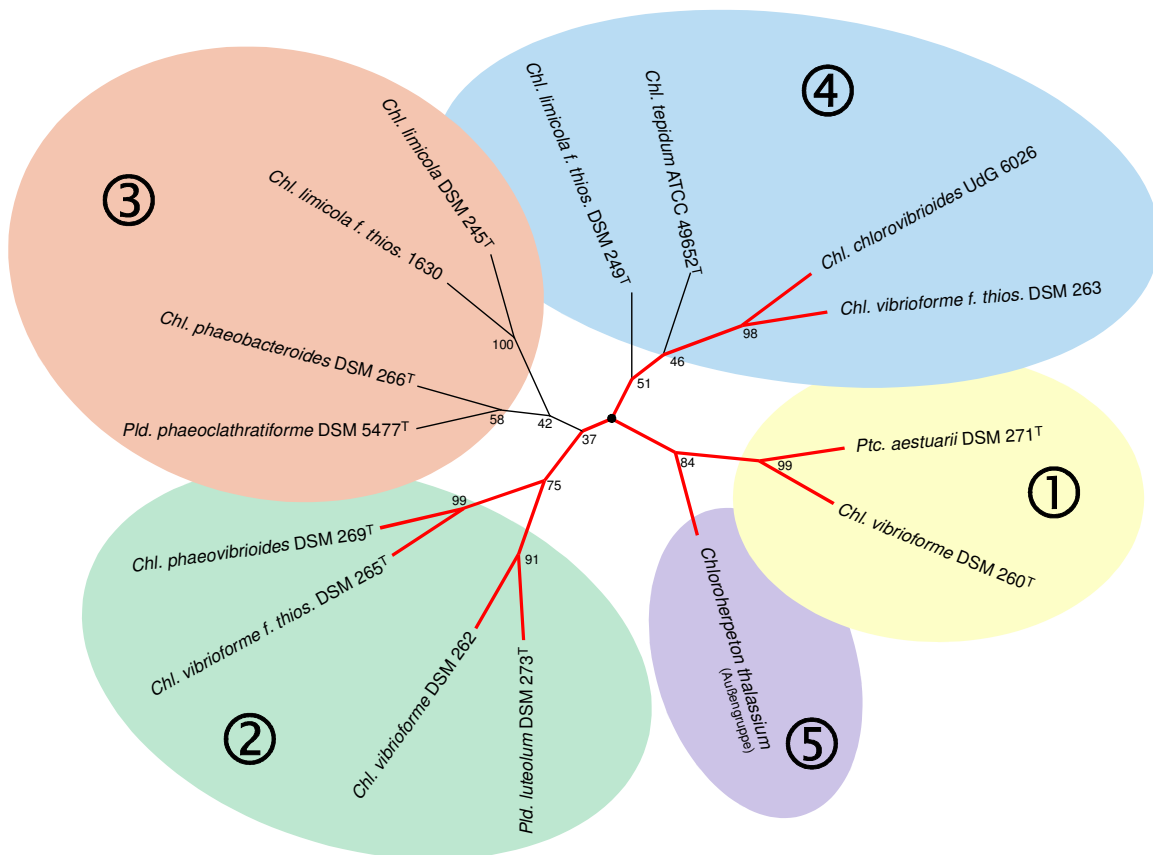 ④
Chl. limicola f. thios. DSM 249ᵀ
Chl. tepidum ATCC 49652ᵀ
Chl. chlorovibrioides UdG 6026
Chl. vibrioforme f. thios. DSM 263
98
46
51
③
Chl. limicola DSM 245ᵀ
Chl. limicola f. thios. 1630
Chl. phaeobacteroides DSM 266ᵀ
Pld. phaeoclathratiforme DSM 5477ᵀ
100
58
42
37
①
Ptc. aestuarii DSM 271ᵀ
Chl. vibrioforme DSM 260ᵀ
99
84
②
Chl. phaeovibrioides DSM 269ᵀ
Chl. vibrioforme f. thios. DSM 265ᵀ
Chl. vibrioforme DSM 262
Pld. luteolum DSM 273ᵀ
99
75
91
⑤
Chloroherpeton thalassium
(Außengruppe)